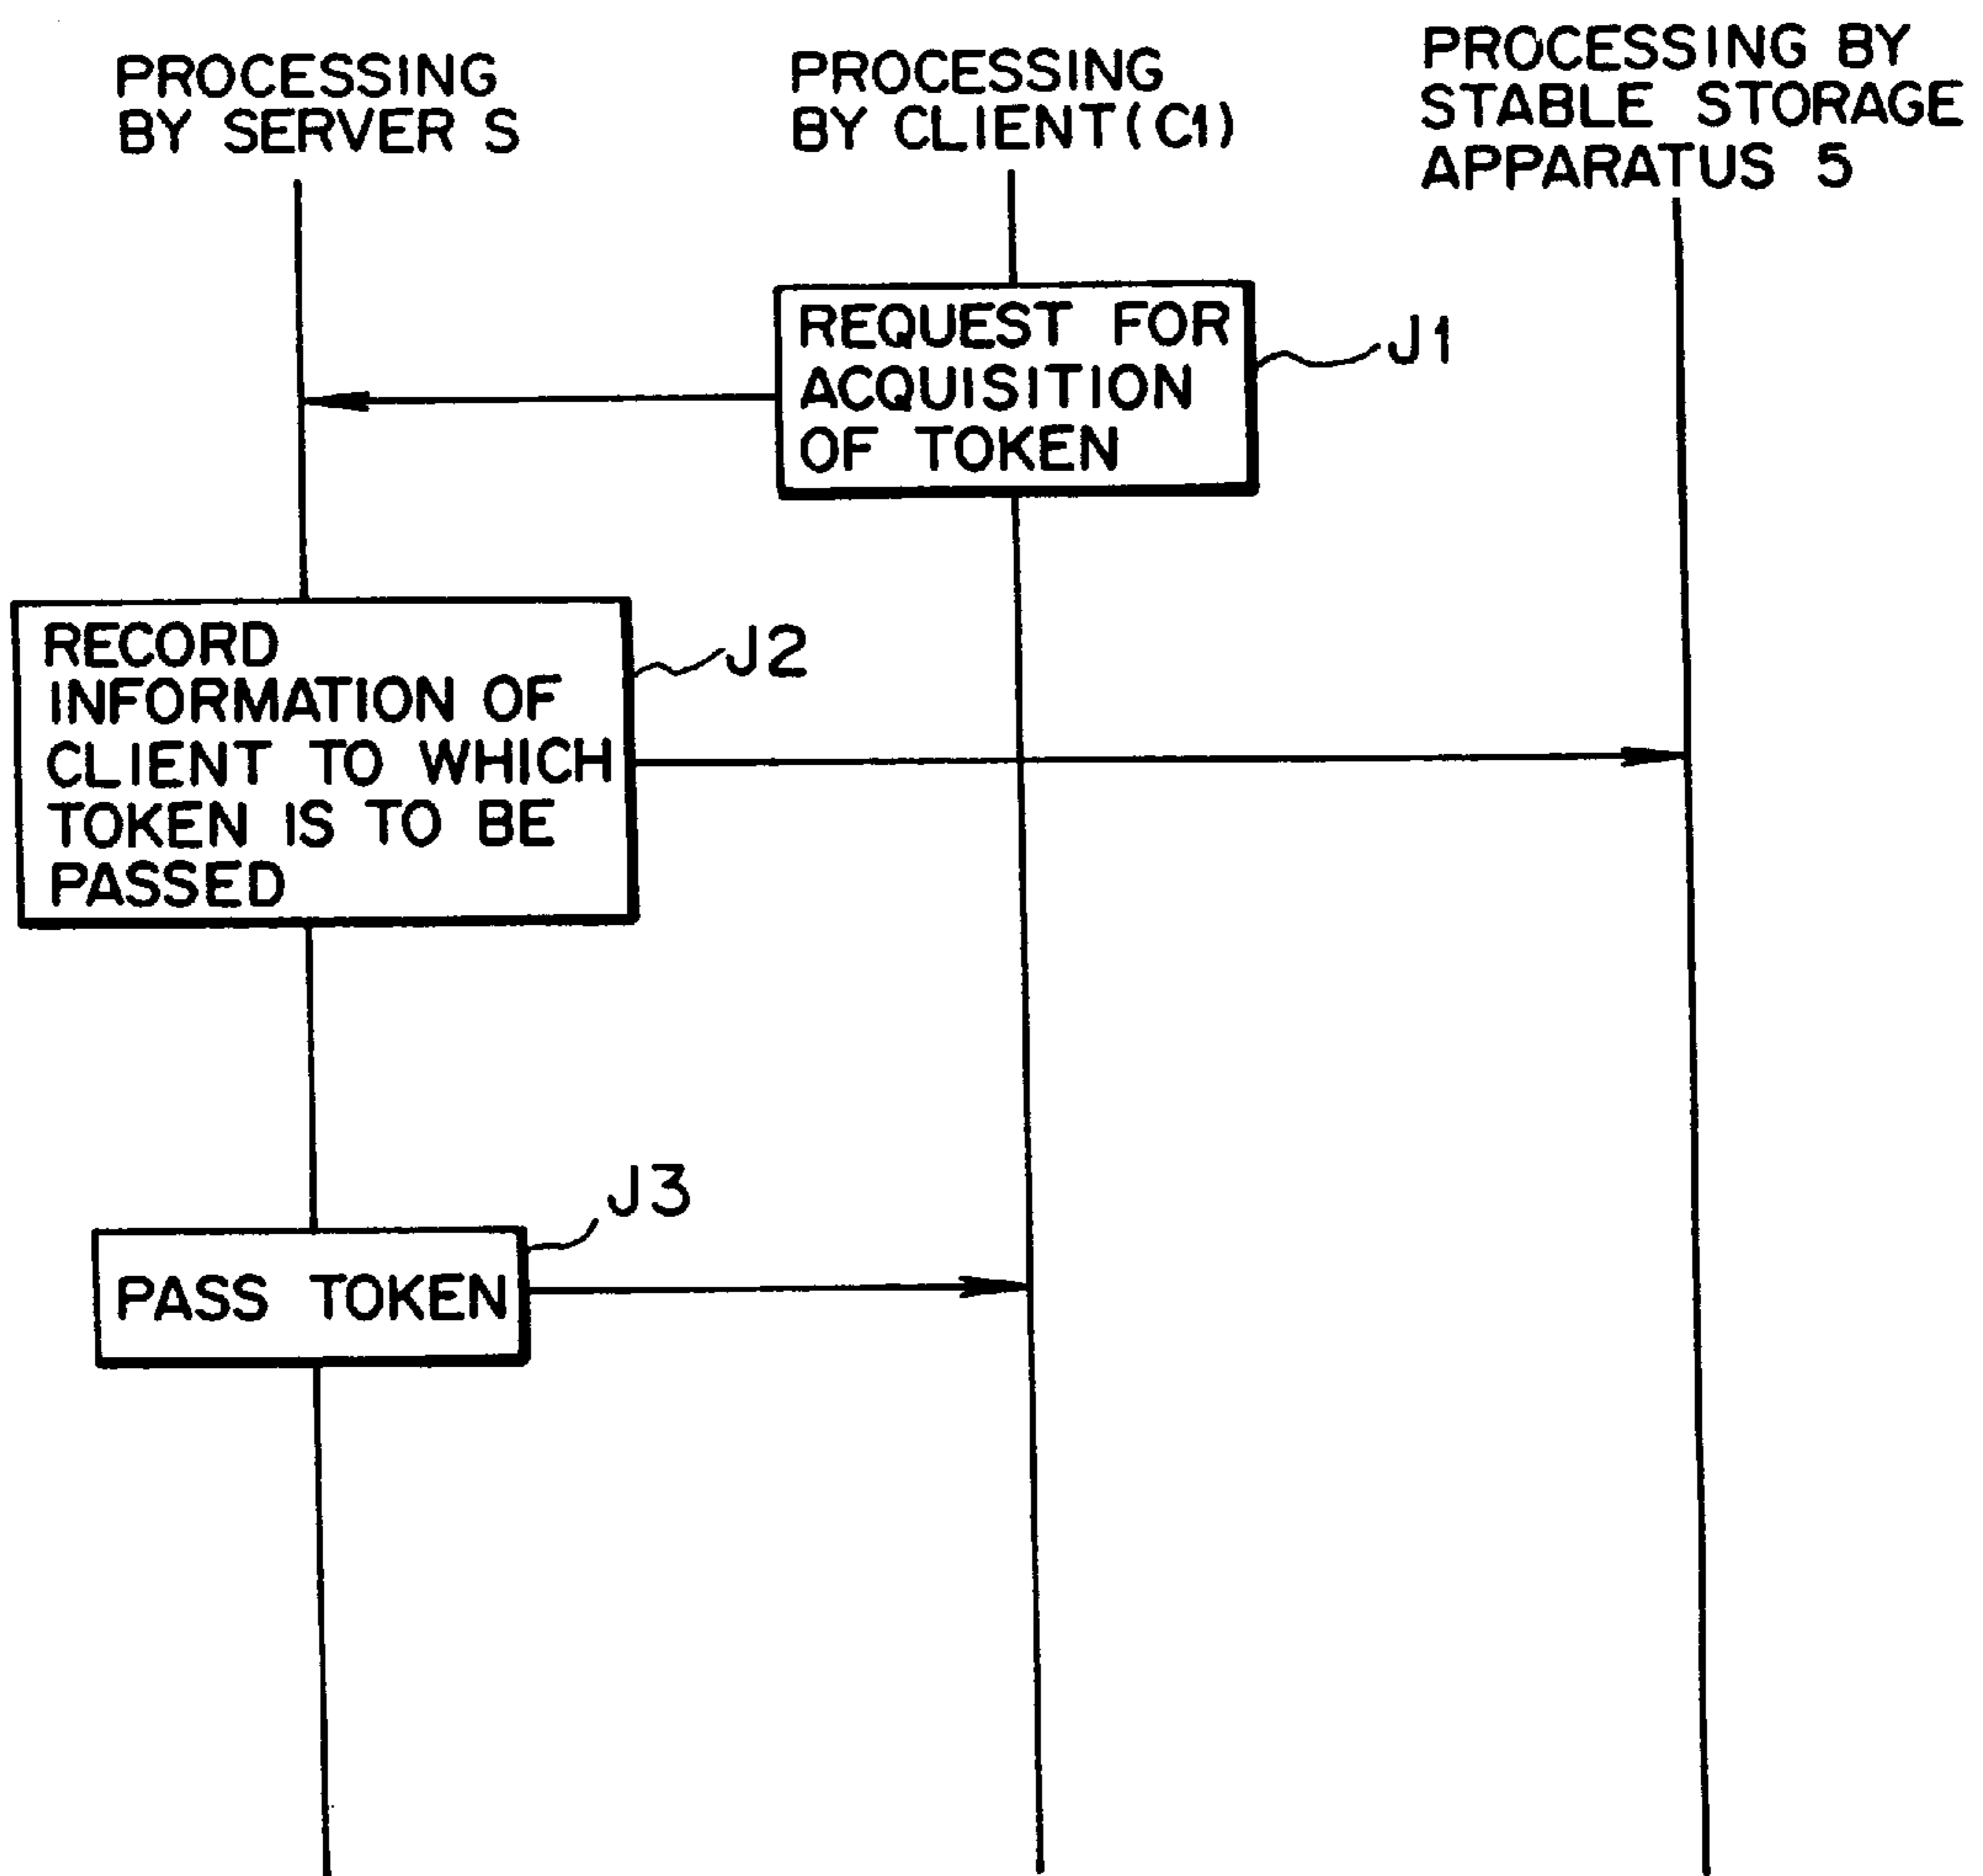 PROCESSING
BY SERVER S
PROCESSING
BY CLIENT(C1)
PROCESSING BY
STABLE STORAGE
APPARATUS 5
REQUEST FOR
ACQUISITION
OF TOKEN
J1
RECORD
INFORMATION OF
CLIENT TO WHICH
TOKEN IS TO BE
PASSED
J2
J3
PASS TOKEN